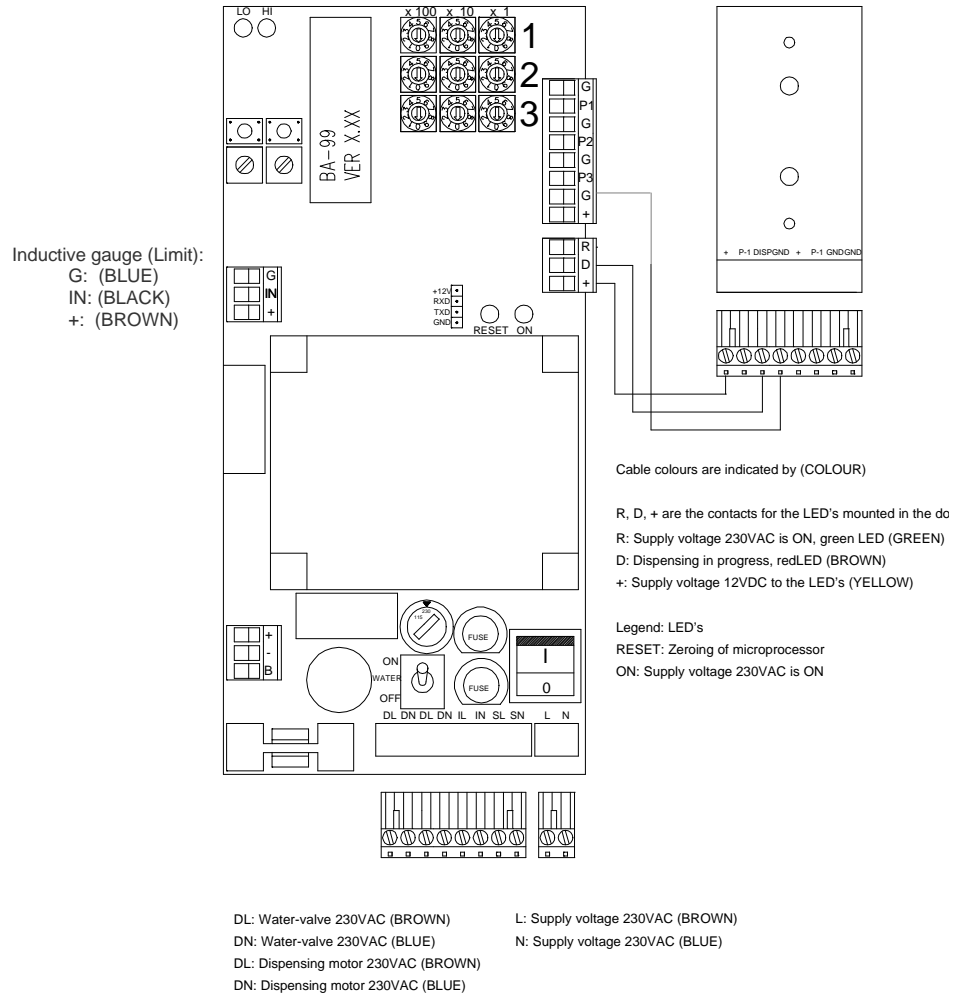 LO HI
x 100 x 10 x 1
1
2
3
BA-99
VER X.XX
G
P1
G
P2
G
P3
G
+
R
D
+
+ P-1 DISPGND + P-1 GNDGND
Inductive gauge (Limit):
G: (BLUE)
IN: (BLACK)
+: (BROWN)
G
IN
+
+12V
RXD
TXD
GND
RESET ON
Cable colours are indicated by (COLOUR)
R, D, + are the contacts for the LED's mounted in the do
R: Supply voltage 230VAC is ON, green LED (GREEN)
D: Dispensing in progress, redLED (BROWN)
+: Supply voltage 12VDC to the LED's (YELLOW)
Legend: LED's
RESET: Zeroing of microprocessor
ON: Supply voltage 230VAC is ON
+
-
B
230
115
FUSE
ON
WATER
OFF
FUSE
I
0
DL DN DL DN IL IN SL SN L N
DL: Water-valve 230VAC (BROWN)
DN: Water-valve 230VAC (BLUE)
DL: Dispensing motor 230VAC (BROWN)
DN: Dispensing motor 230VAC (BLUE)
L: Supply voltage 230VAC (BROWN)
N: Supply voltage 230VAC (BLUE)